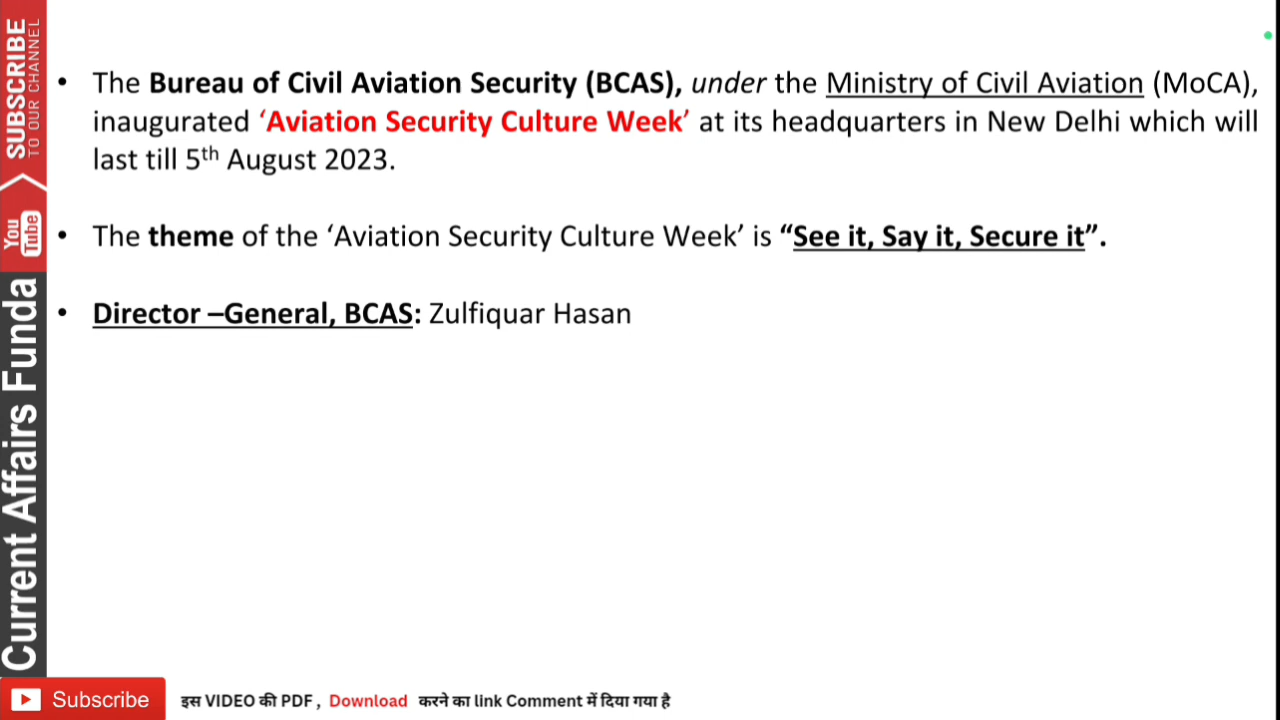 • The Bureau of Civil Aviation Security (BCAS), under the Ministry of Civil Aviation (MoCA),
inaugurated ‘Aviation Security Culture Week’ at its headquarters in New Delhi which will
last till 5th August 2023.
• The theme of the ‘Aviation Security Culture Week’ is “See it, Say it, Secure it”.
• Director –General, BCAS: Zulfiquar Hasan
SUBSCRIBE
TO OUR CHANNEL
You
Tube
Current Affairs Funda
Subscribe
इस VIDEO की PDF , Download करने का link Comment में दिया गया है